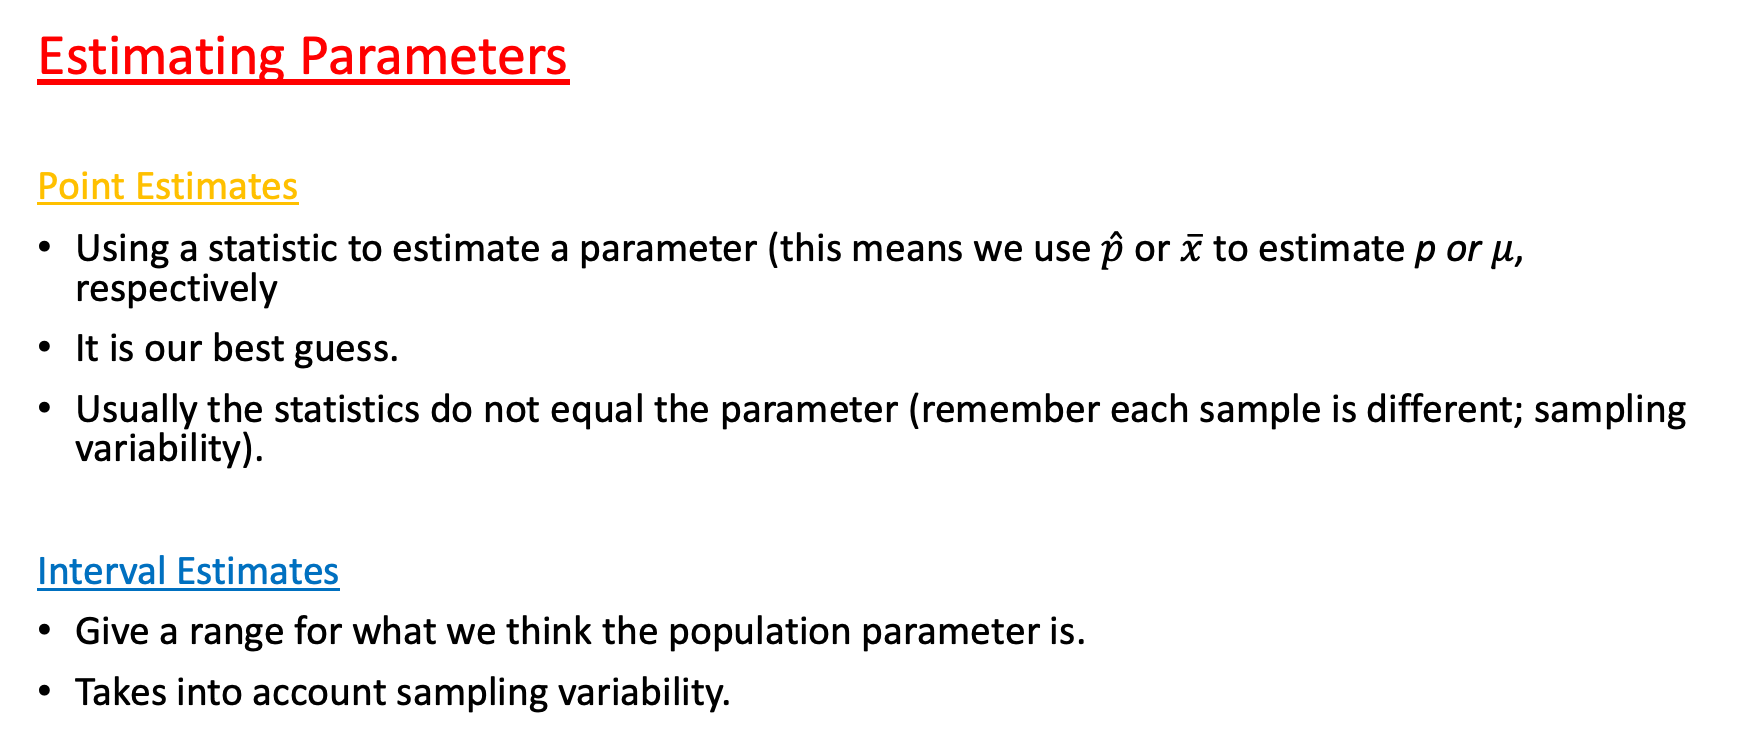 Estimating Parameters
Point Estimates
• Using a statistic to estimate a parameter (this means we use p̂ or x̄ to estimate p or μ,
respectively
• It is our best guess.
• Usually the statistics do not equal the parameter (remember each sample is different; sampling
variability).
Interval Estimates
• Give a range for what we think the population parameter is.
• Takes into account sampling variability.